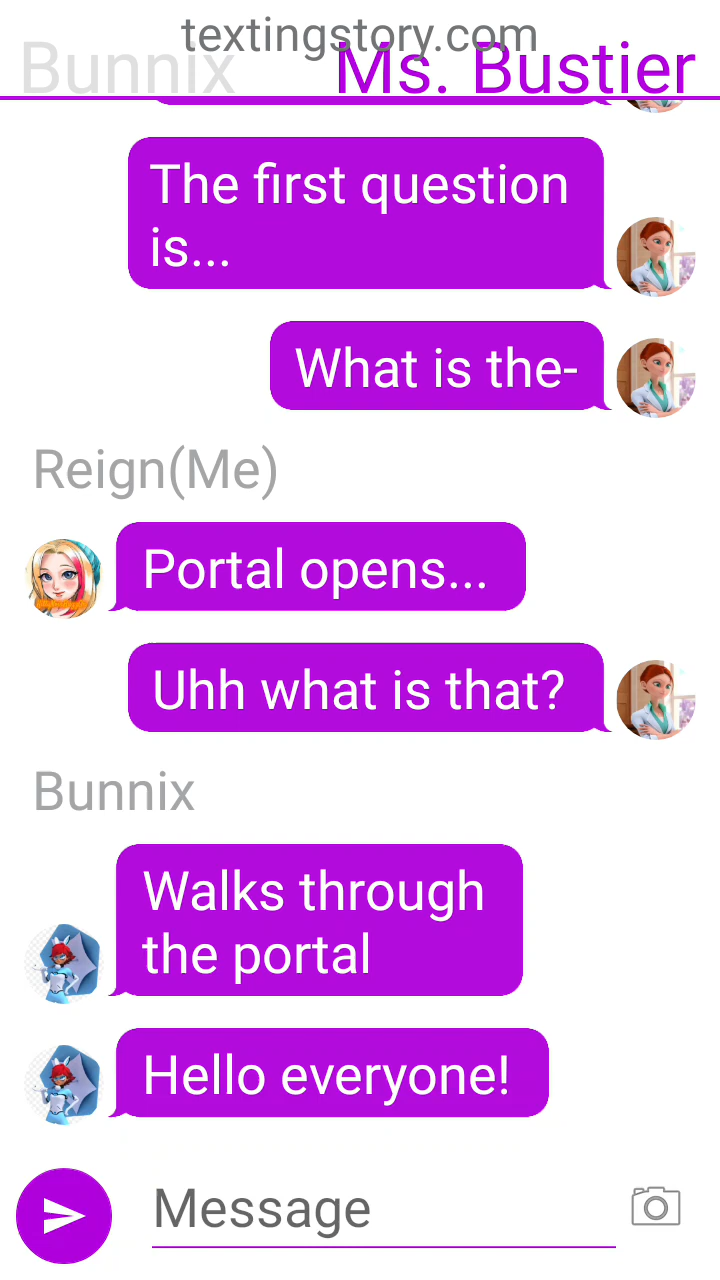 textingstory.com
Bunnix Ms. Bustier
The first question
is...
What is the-
Reign(Me)
Portal opens...
Uhh what is that?
Bunnix
Walks through
the portal
Hello everyone!
Message